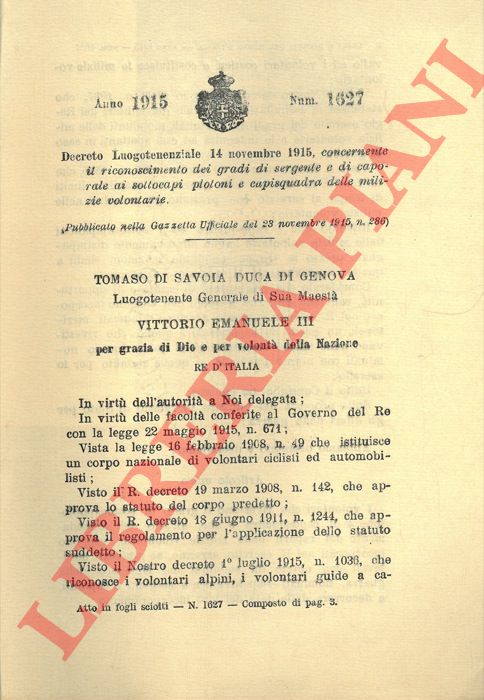 Anno 1915 Num. 1627
Decreto Luogotenenziale 14 novembre 1915, concernente
il riconoscimento dei gradi di sergente e di capo-
rale ai sottocapi plotoni e capisquadra delle mili-
zie volontarie.
(Pubblicato nella Gazzetta Ufficiale del 23 novembre 1915, n. 286)
TOMASO DI SAVOIA DUCA DI GENOVA
Luogotenente Generale di Sua Maestà
VITTORIO EMANUELE III
per grazia di Dio e per volontà della Nazione
RE D'ITALIA
In virtù dell'autorità a Noi delegata;
In virtù delle facoltà conferite al Governo del Re
con la legge 22 maggio 1915, n. 671;
Vista la legge 16 febbraio 1908, n. 49 che istituisce
un corpo nazionale di volontari ciclisti ed automobi-
listi;
Visto il R. decreto 19 marzo 1908, n. 142, che ap-
prova lo statuto del corpo predetto;
Visto il R. decreto 18 giugno 1911, n. 1244, che ap-
prova il regolamento per l'applicazione dello statuto
suddetto;
Visto il Nostro decreto 1° luglio 1915, n. 1036, che
riconosce i volontari alpini, i volontari guide a ca-
Atto in fogli sciolti — N. 1627 — Composto di pag. 3.
LIBRERIA PIANI